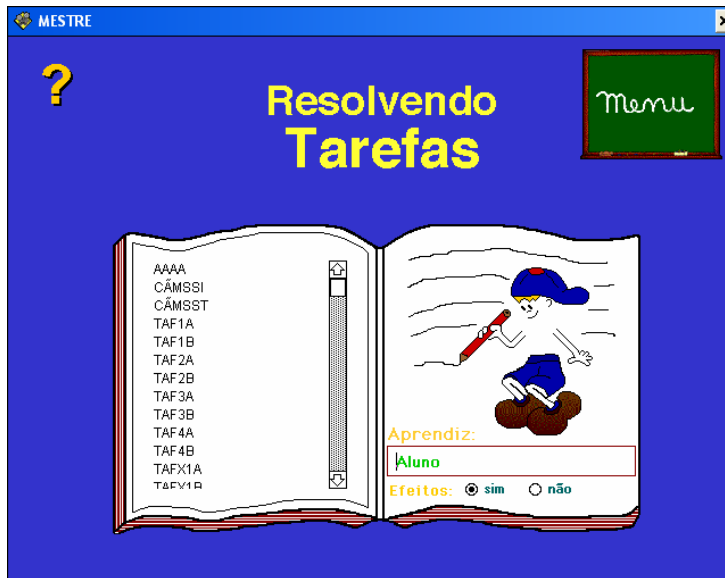 MESTRE
?
Resolvendo
Tarefas
Menu
AAAA
CÃMSSI
CÃMSST
TAF1A
TAF1B
TAF2A
TAF2B
TAF3A
TAF3B
TAF4A
TAF4B
TAFX1A
TAFX1B
Aprendiz:
Aluno
Efeitos: sim não